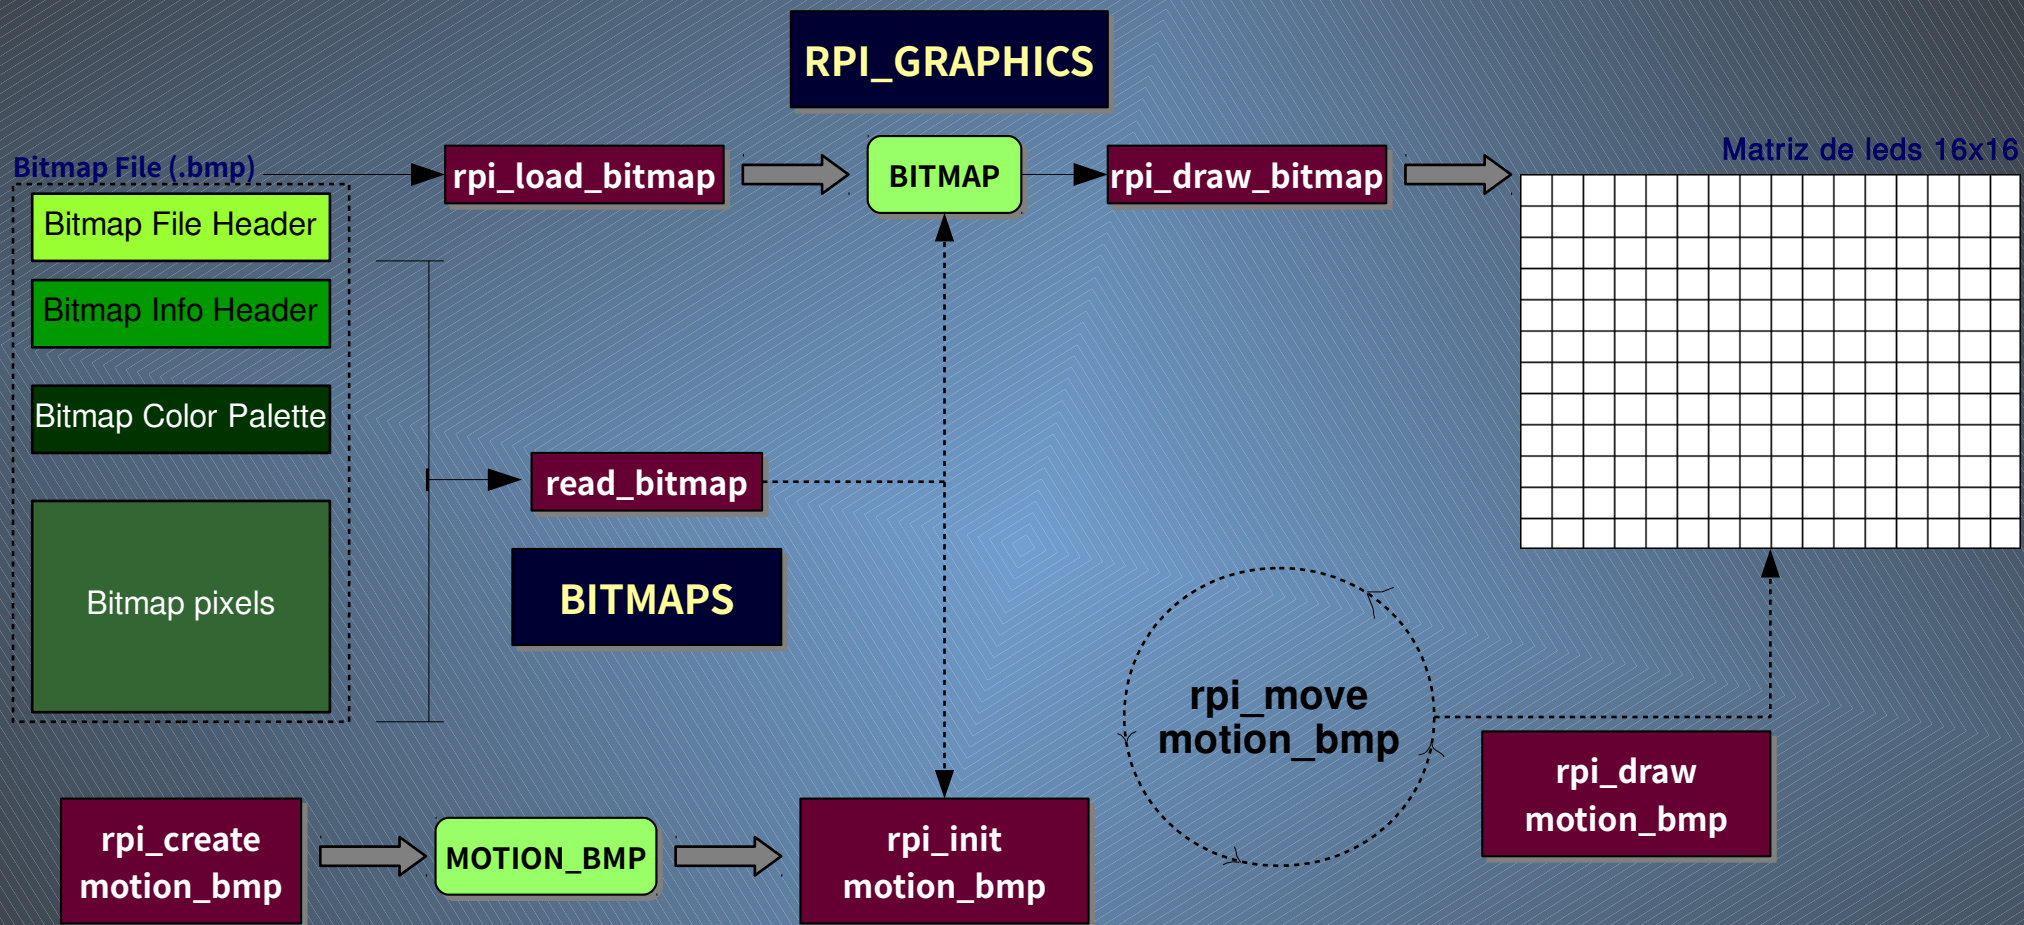 RPI_GRAPHICS
Bitmap File (.bmp)
rpi_load_bitmap
BITMAP
rpi_draw_bitmap
Matriz de leds 16x16
Bitmap File Header
Bitmap Info Header
Bitmap Color Palette
Bitmap pixels
read_bitmap
BITMAPS
rpi_move
motion_bmp
rpi_draw
motion_bmp
rpi_create
motion_bmp
MOTION_BMP
rpi_init
motion_bmp